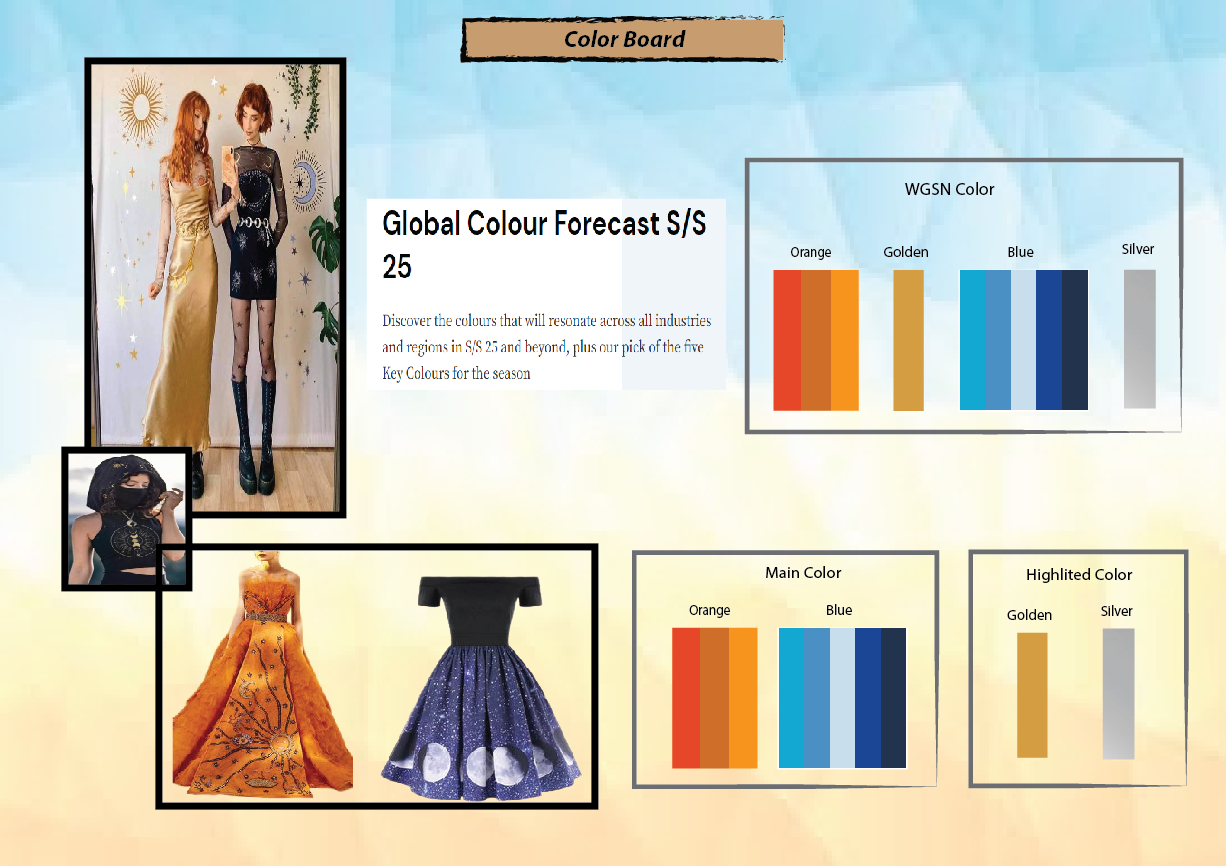 Color Board
Global Colour Forecast S/S
25
Discover the colours that will resonate across all industries
and regions in S/S 25 and beyond, plus our pick of the five
Key Colours for the season
WGSN Color
Orange
Golden
Blue
Silver
Main Color
Orange
Blue
Highlited Color
Golden
Silver